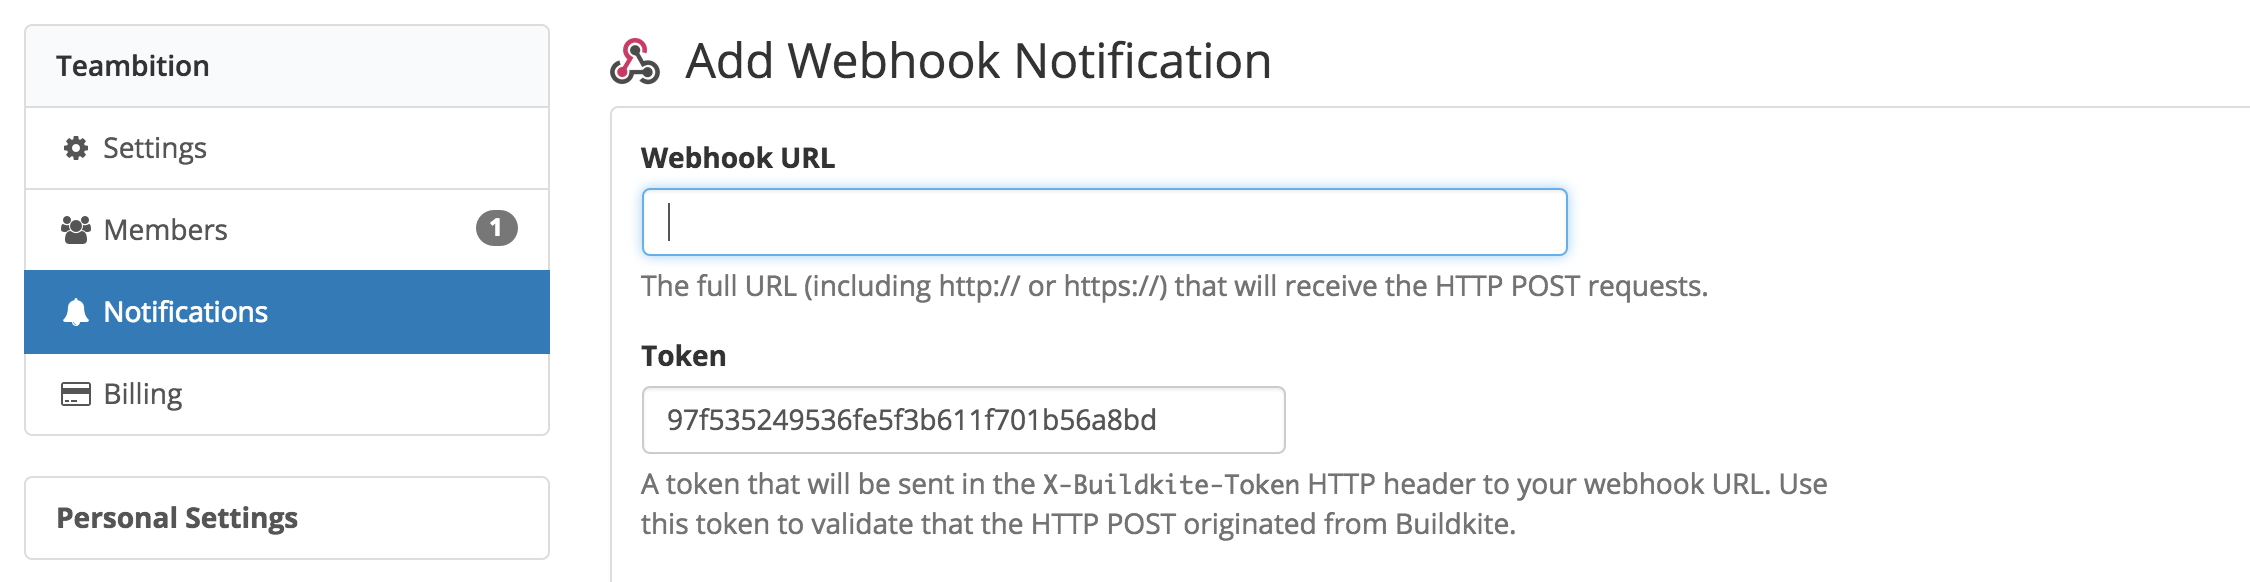 Teambition
Settings
Members 1
Notifications
Billing
Personal Settings
Add Webhook Notification
Webhook URL
The full URL (including http:// or https://) that will receive the HTTP POST requests.
Token
97f535249536fe5f3b611f701b56a8bd
A token that will be sent in the X-Buildkite-Token HTTP header to your webhook URL. Use
this token to validate that the HTTP POST originated from Buildkite.